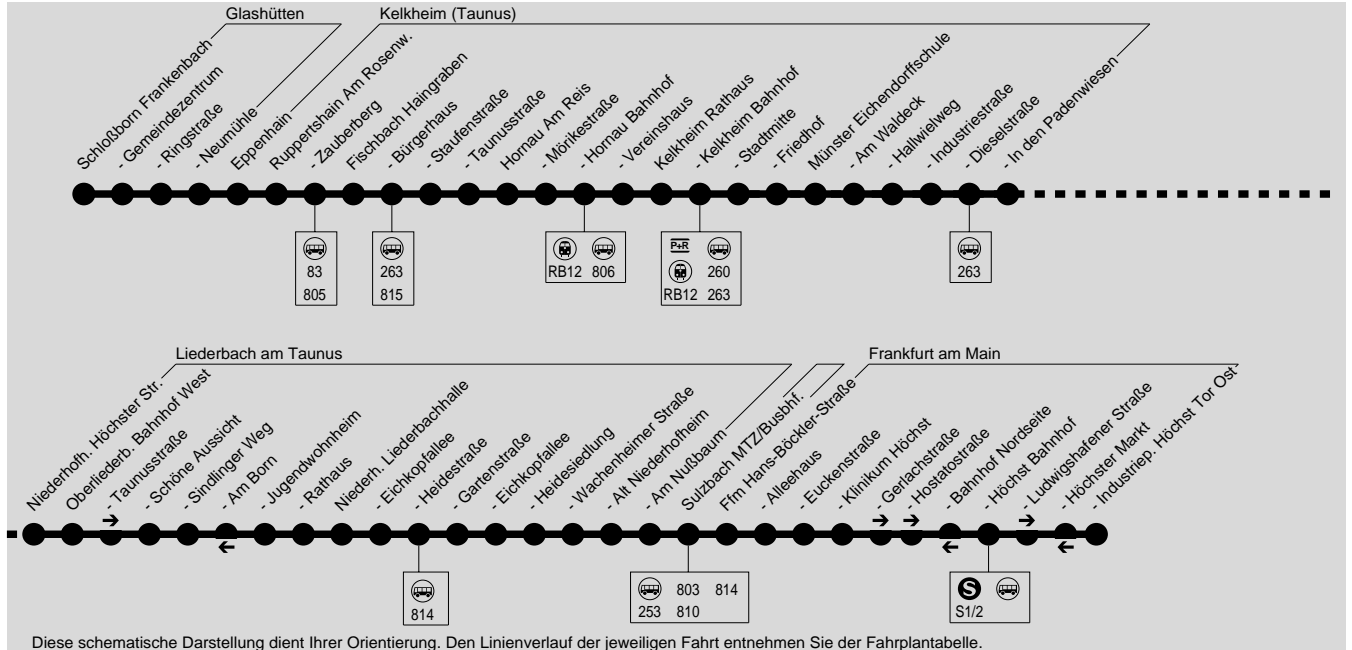 Glashütten
Kelkheim (Taunus)
Schloßborn Frankenbach
- Gemeindezentrum
- Ringstraße
- Neumühle
Eppenhain
Ruppertshain Am Rosenw.
- Zauberberg
Fischbach Haingraben
- Bürgerhaus
- Staufenstraße
- Taunusstraße
Hornau Am Reis
- Mörikestraße
- Hornau Bahnhof
- Vereinshaus
Kelkheim Rathaus
- Kelkheim Bahnhof
- Stadtmitte
- Friedhof
Münster Eichendorffschule
- Am Waldeck
- Hallwielweg
- Industriestraße
- Dieselstraße
- In den Padenwiesen
83
805
263
815
RB12 806
P+R
260
RB12 263
263
Liederbach am Taunus
Frankfurt am Main
Niederhofh. Höchster Str.
Oberliederb. Bahnhof West
- Taunusstraße
- Schöne Aussicht
- Sindlinger Weg
- Am Born
- Jugendwohnheim
- Rathaus
Niederh. Liederbachhalle
- Eichkopfallee
- Heidestraße
- Gartenstraße
- Eichkopfallee
- Heidesiedlung
- Wachenheimer Straße
- Alt Niederhofheim
- Am Nußbaum
Sulzbach MTZ/Busbhf.
Ffm Hans-Böckler-Straße
- Alleehaus
- Euckenstraße
- Klinikum Höchst
- Gerlachstraße
- Hostatostraße
- Bahnhof Nordseite
- Höchst Bahnhof
- Ludwigshafener Straße
- Höchster Markt
- Industriep. Höchst Tor Ost
814
803 814
253 810
S
S1/2
Diese schematische Darstellung dient Ihrer Orientierung. Den Linienverlauf der jeweiligen Fahrt entnehmen Sie der Fahrplantabelle.